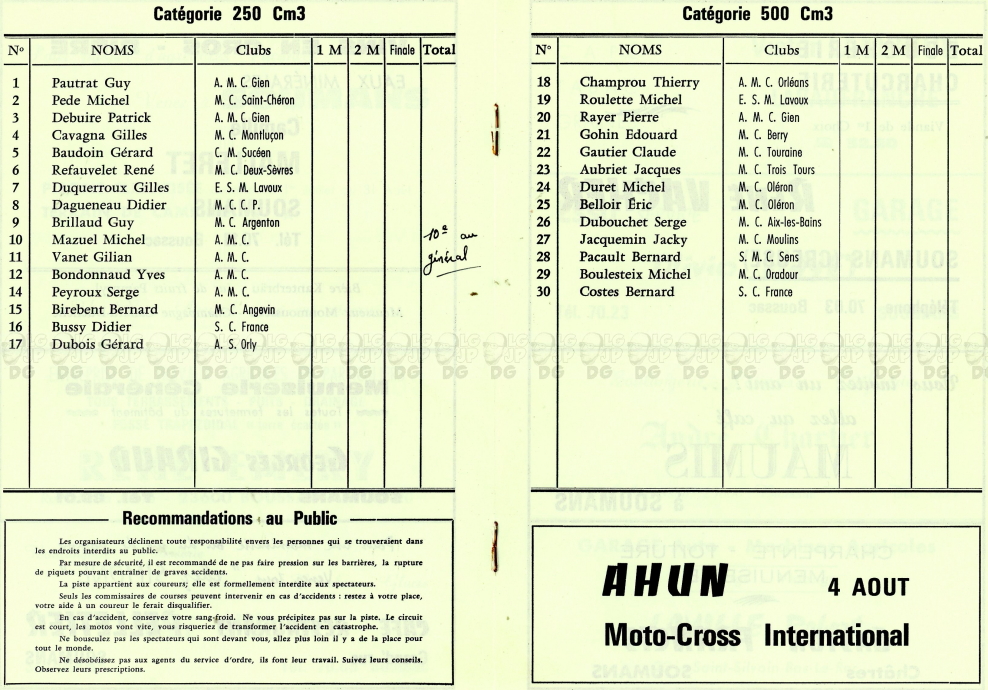 Catégorie 250 Cm3
N° NOMS Clubs 1 M 2 M Finale Total
1 Pautrat Guy A. M. C. Gien
2 Pede Michel M. C. Saint-Chéron
3 Debuire Patrick A. M. C. Gien
4 Cavagna Gilles M. C. Montluçon
5 Baudoin Gérard C. M. Sucéen
6 Refauvelet René M. C. Deux-Sèvres
7 Duquerroux Gilles E. S. M. Lavoux
8 Dagueneau Didier M. C. C. P.
9 Brillaud Guy M. C. Argenton
10 Mazuel Michel A. M. C.
11 Vanet Gilian A. M. C.
12 Bondonnaud Yves A. M. C.
14 Peyroux Serge A. M. C.
15 Birebent Bernard M. C. Angevin
16 Bussy Didier S. C. France
17 Dubois Gérard A. S. Orly
10e au
général
Recommandations au Public
Les organisateurs déclinent toute responsabilité envers les personnes qui se trouveraient dans
les endroits interdits au public.
Par mesure de sécurité, il est recommandé de ne pas faire pression sur les barrières, la rupture
de piquets pouvant entraîner de graves accidents.
La piste appartient aux coureurs; elle est formellement interdite aux spectateurs.
Seuls les commissaires de courses peuvent intervenir en cas d'accidents : restez à votre place,
votre aide à un coureur le ferait disqualifier.
En cas d'accident, conservez votre sang-froid. Ne vous précipitez pas sur la piste. Le circuit
est court, les motos vont vite, vous risqueriez de transformer l'accident en catastrophe.
Ne bousculez pas les spectateurs qui sont devant vous, allez plus loin il y a de la place pour
tout le monde.
Ne désobéissez pas aux agents du service d'ordre, ils font leur travail. Suivez leurs conseils.
Observez leurs prescriptions.
Catégorie 500 Cm3
N° NOMS Clubs 1 M 2 M Finale Total
18 Champrou Thierry A. M. C. Orléans
19 Roulette Michel E. S. M. Lavoux
20 Rayer Pierre A. M. C. Gien
21 Gohin Edouard M. C. Berry
22 Gautier Claude M. C. Touraine
23 Aubriet Jacques M. C. Trois Tours
24 Duret Michel M. C. Oléron
25 Belloir Éric M. C. Oléron
26 Dubouchet Serge M. C. Aix-les-Bains
27 Jacquemin Jacky M. C. Moulins
28 Pacault Bernard S. M. C. Sens
29 Boulesteix Michel M. C. Oradour
30 Costes Bernard S. C. France
AHUN 4 AOUT
Moto-Cross International